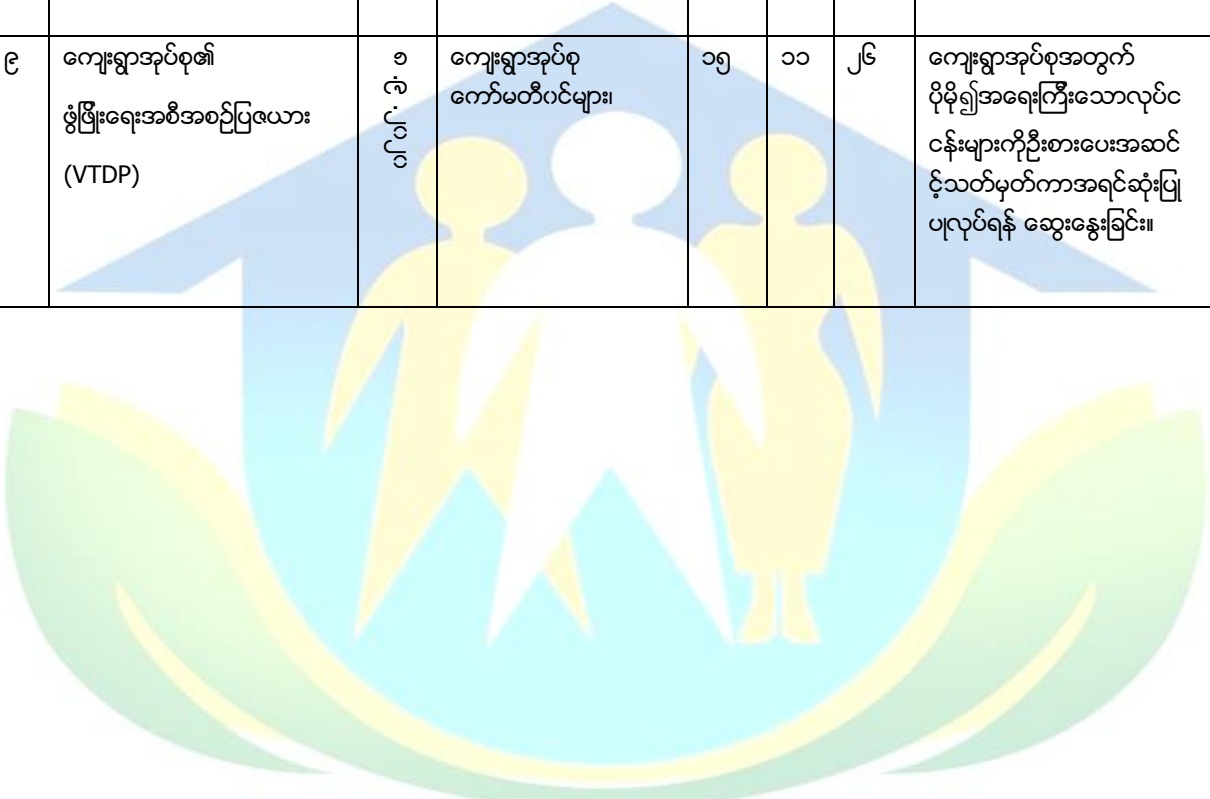 ၉
ကျေးရွာအုပ်စု၏
ဖွံ့ဖြိုးရေးအစီအစဉ်ပြဇယား
(VTDP)
ကျေးရွာအုပ်စု
ကော်မတီဝင်များ၊
၁၅
၁၁
၂၆
ကျေးရွာအုပ်စုအတွက်
ပိုမို၍အရေးကြီးသောလုပ်င
န်းများကိုဦးစားပေးအဆင်
့သတ်မှတ်ကာအရင်ဆုံးပြု
ပုလုပ်ရန် ဆွေးနွေးခြင်း။